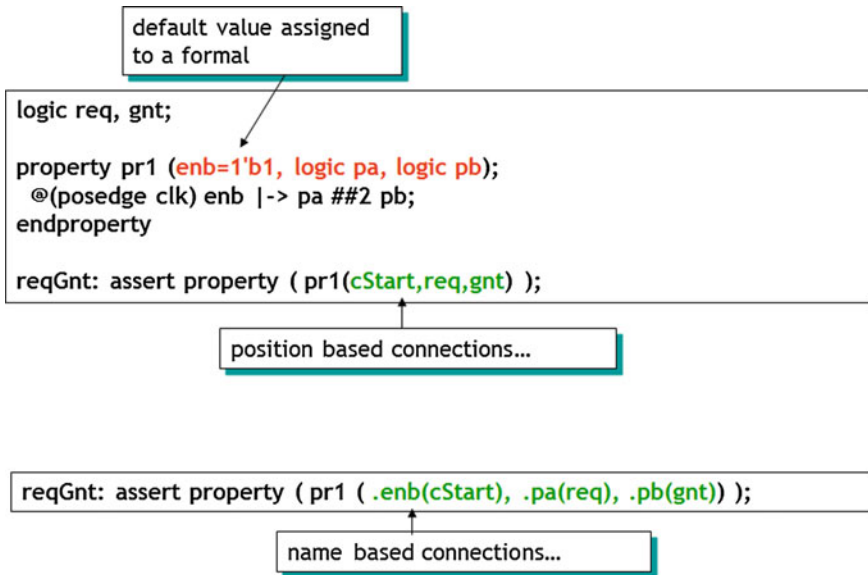 default value assigned
to a formal
logic req, gnt;
property pr1 (enb=1'b1, logic pa, logic pb);
@(posedge clk) enb |-> pa ##2 pb;
endproperty
reqGnt: assert property ( pr1(cStart,req,gnt) );
position based connections...
reqGnt: assert property ( pr1 ( .enb(cStart), .pa(req), .pb(gnt)) );
name based connections...